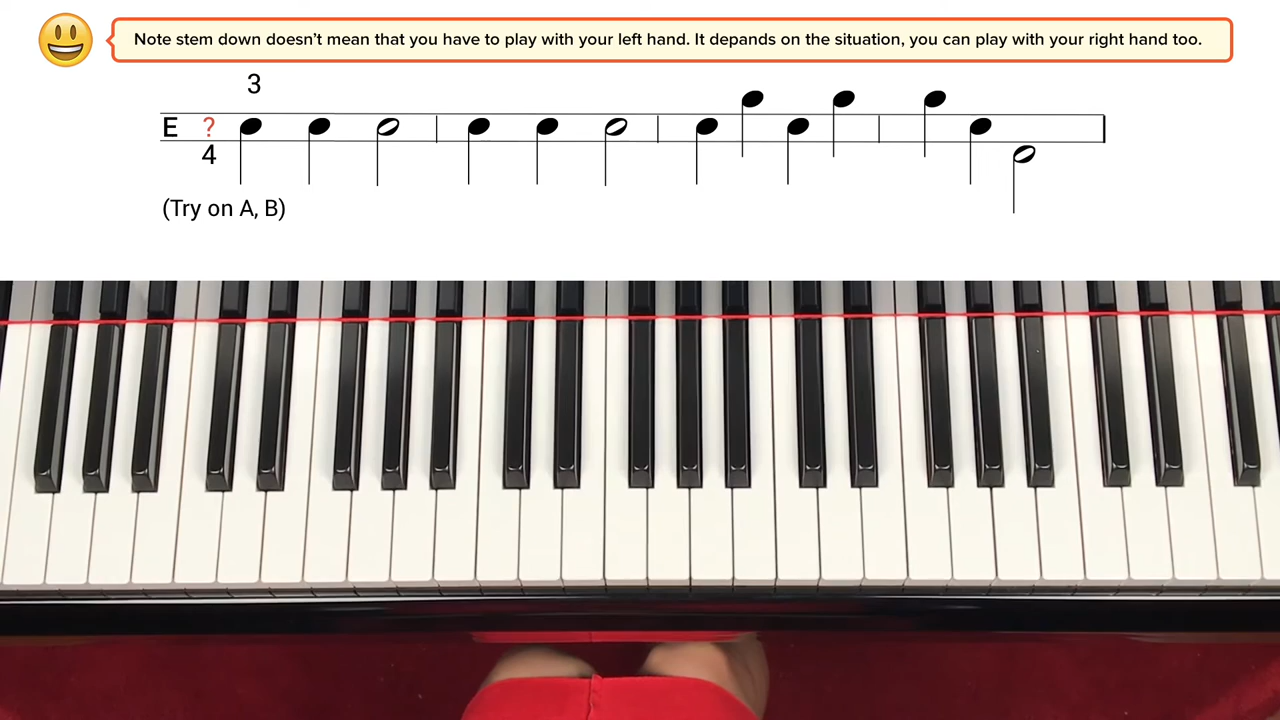 Note stem down doesn’t mean that you have to play with your left hand. It depands on the situation, you can play with your right hand too.
3
E ?
4
(Try on A, B)